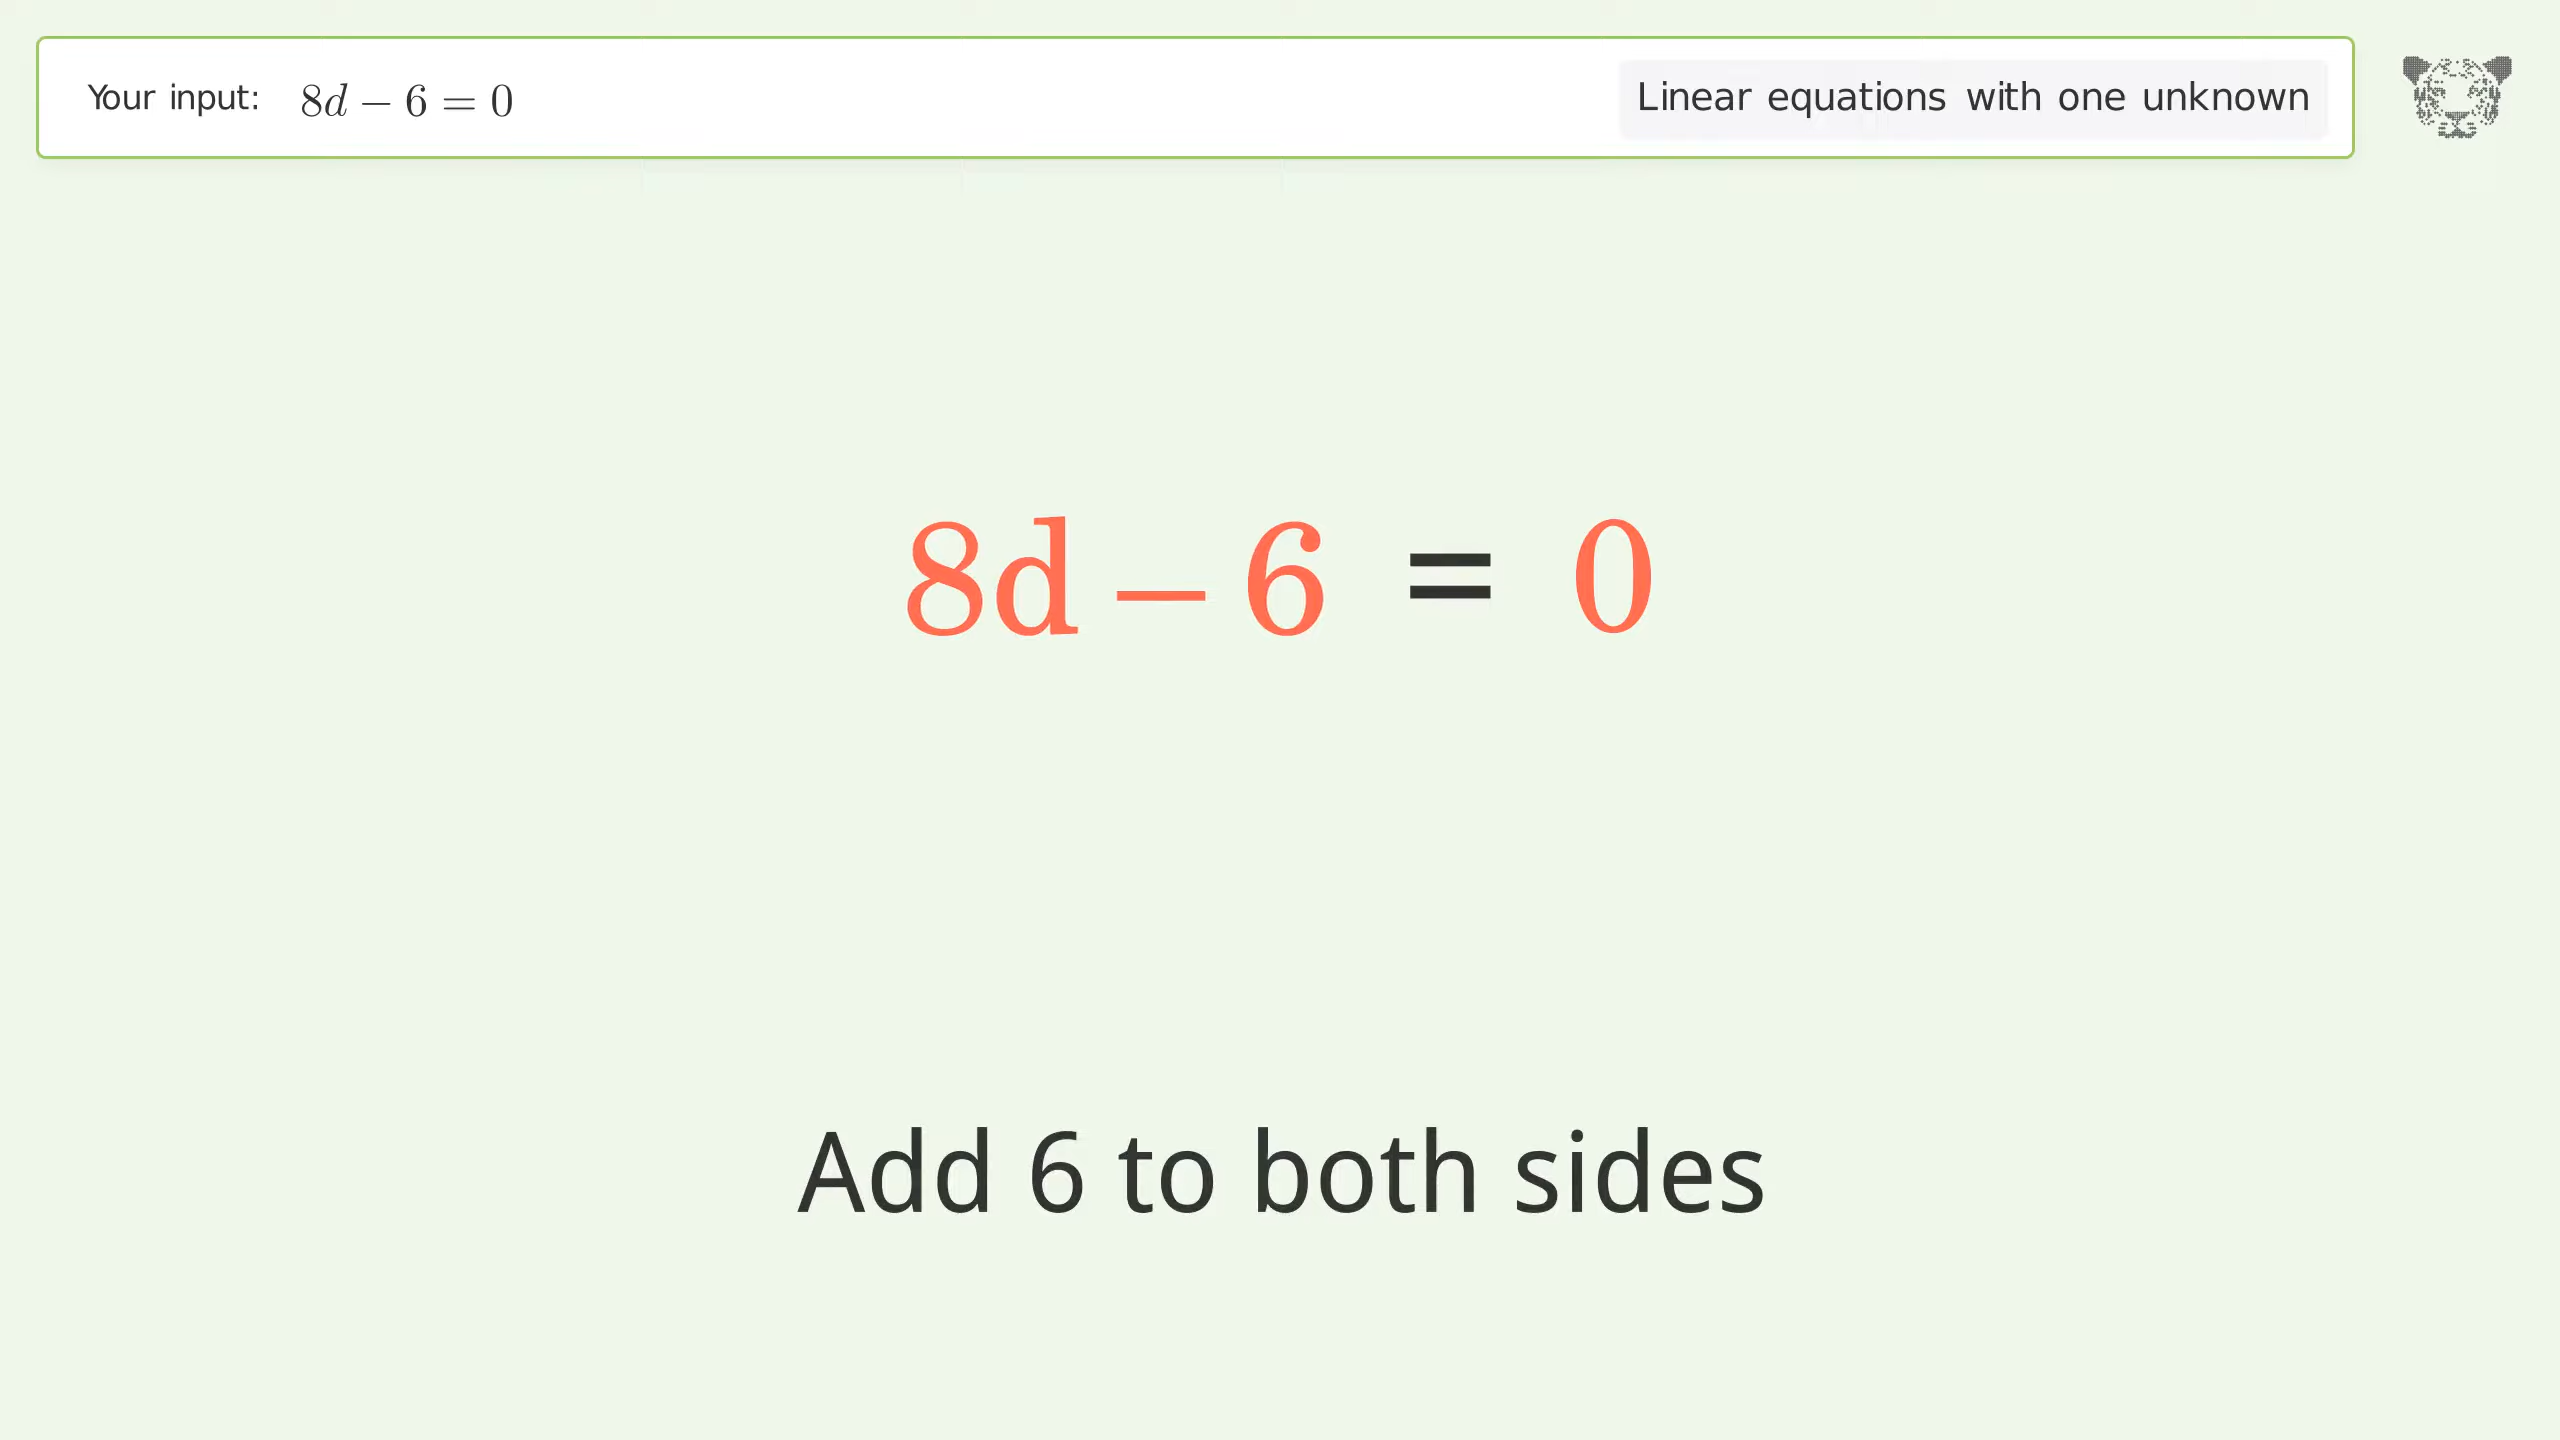 Your input: 8d − 6 = 0
Linear equations with one unknown
8d − 6 = 0
Add 6 to both sides